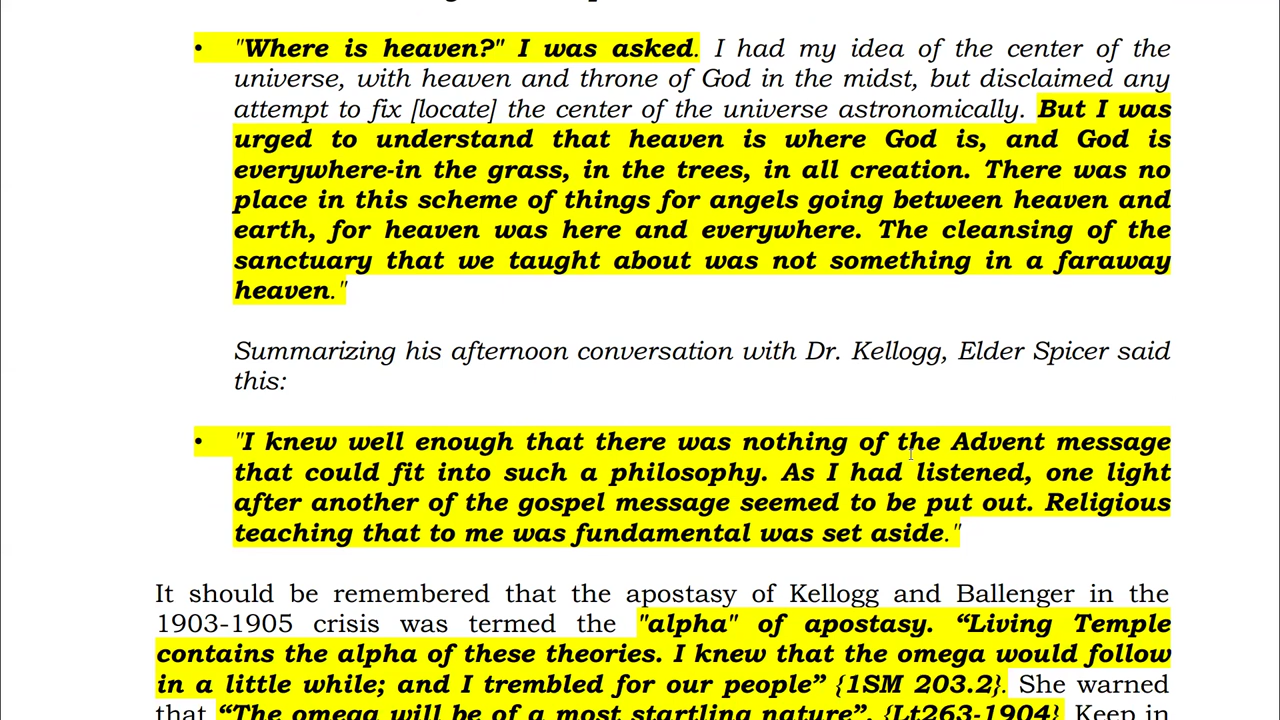 • "Where is heaven?" I was asked. I had my idea of the center of the
universe, with heaven and throne of God in the midst, but disclaimed any
attempt to fix [locate] the center of the universe astronomically. But I was
urged to understand that heaven is where God is, and God is
everywhere-in the grass, in the trees, in all creation. There was no
place in this scheme of things for angels going between heaven and
earth, for heaven was here and everywhere. The cleansing of the
sanctuary that we taught about was not something in a faraway
heaven."
Summarizing his afternoon conversation with Dr. Kellogg, Elder Spicer said
this:
• "I knew well enough that there was nothing of the Advent message
that could fit into such a philosophy. As I had listened, one light
after another of the gospel message seemed to be put out. Religious
teaching that to me was fundamental was set aside."
It should be remembered that the apostasy of Kellogg and Ballenger in the
1903-1905 crisis was termed the "alpha" of apostasy. “Living Temple
contains the alpha of these theories. I knew that the omega would follow
in a little while; and I trembled for our people” {1SM 203.2}. She warned
that “The omega will be of a most startling nature”. {Lt263-1904}. Keep in